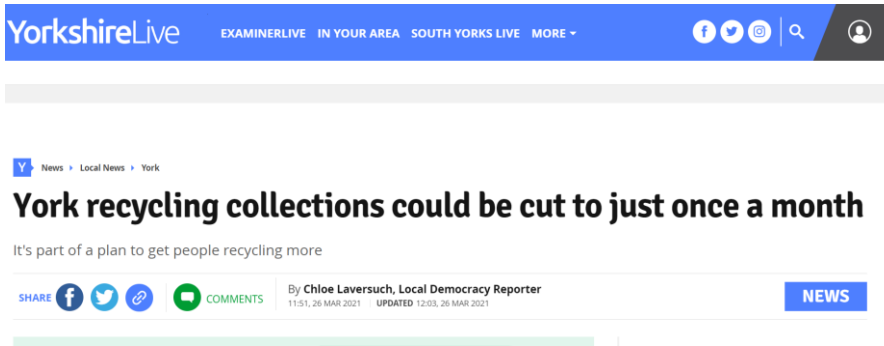 YorkshireLive EXAMINERLIVE IN YOUR AREA SOUTH YORKS LIVE MORE
Y News Local News York
York recycling collections could be cut to just once a month
It's part of a plan to get people recycling more
SHARE COMMENTS By Chloe Laversuch, Local Democracy Reporter
11:51, 26 MAR 2021 UPDATED 12:03, 26 MAR 2021
NEWS